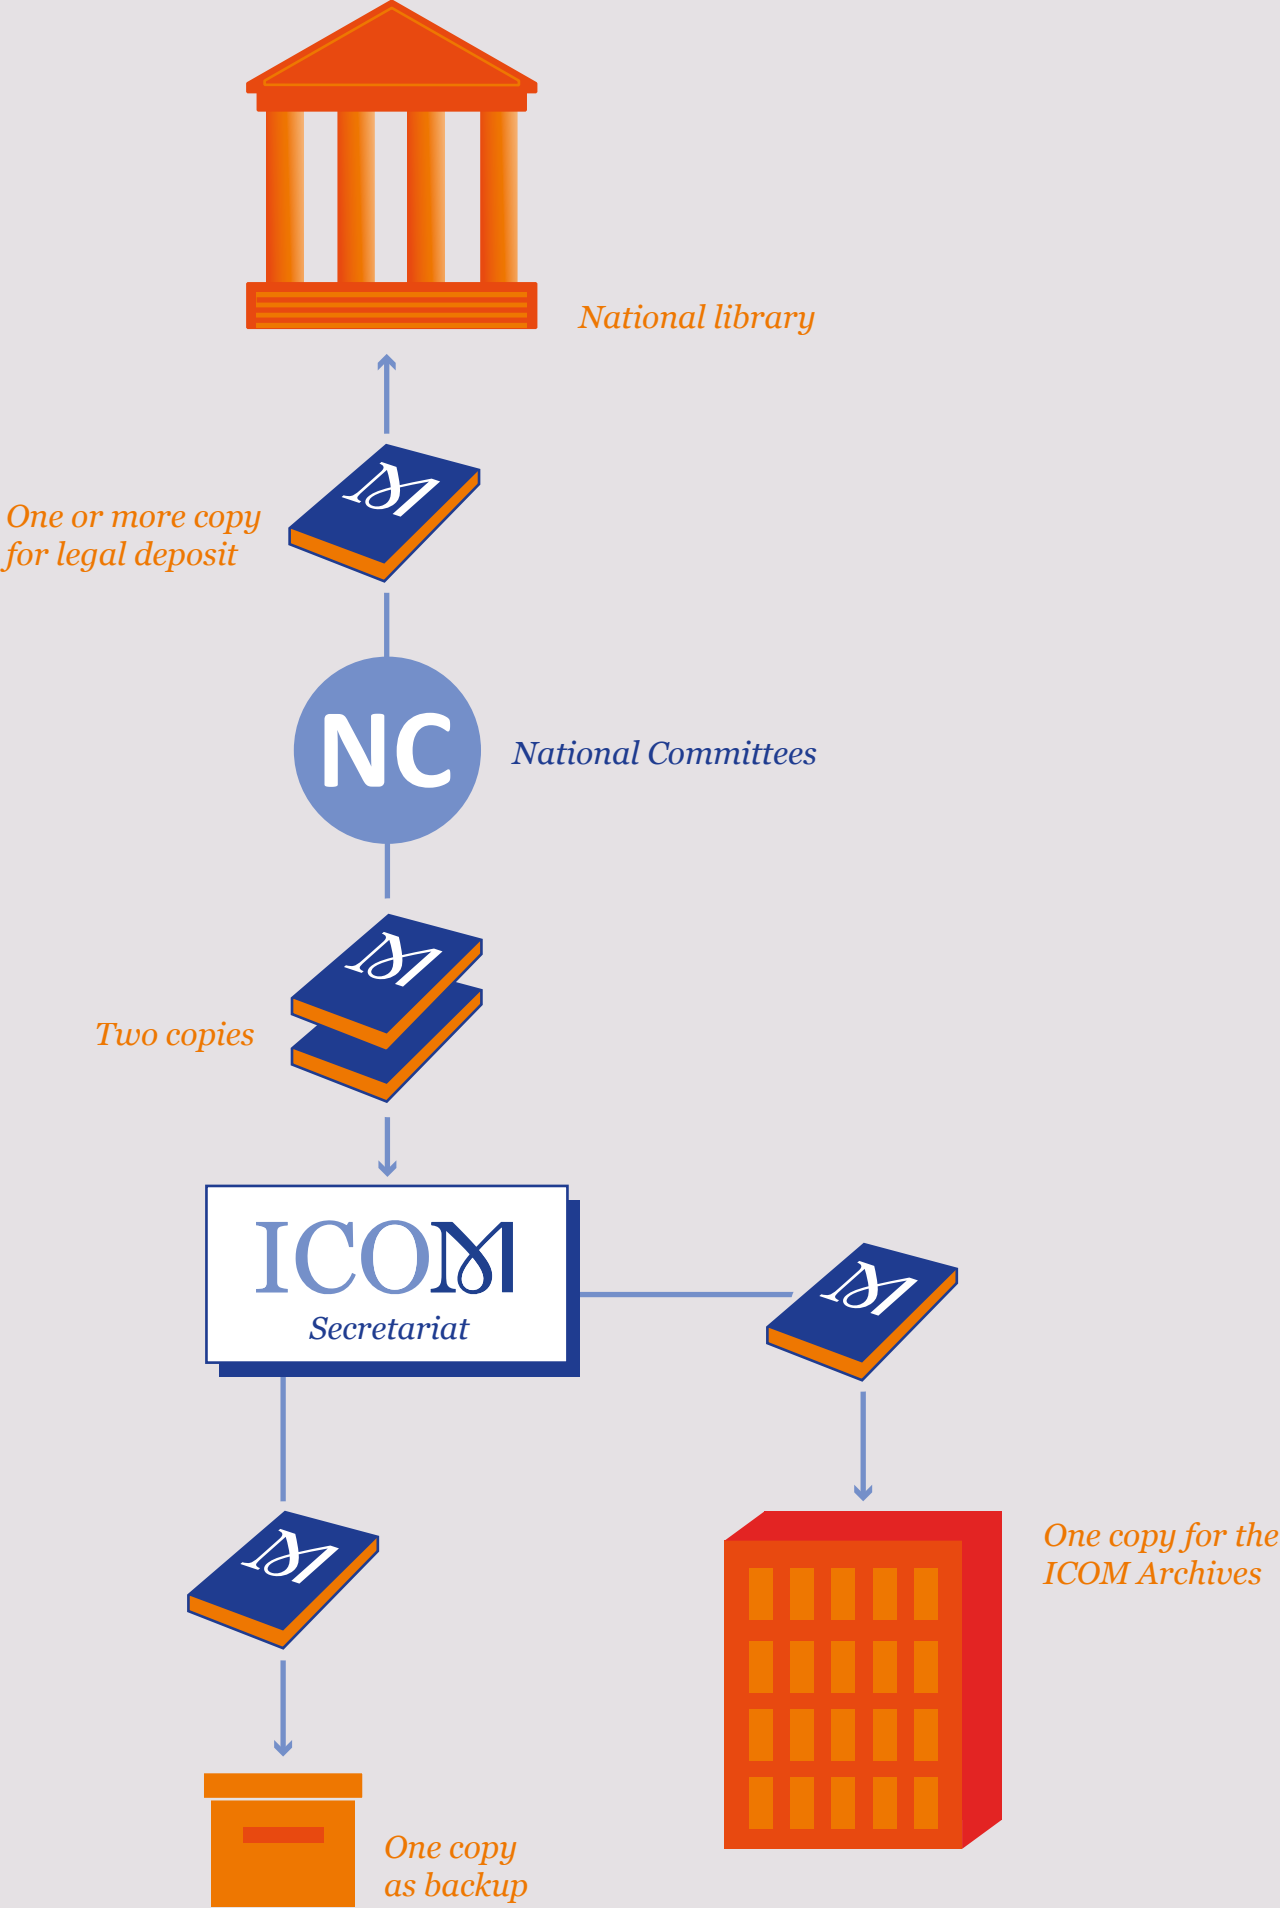 National library
M
One or more copy
for legal deposit
NC
National Committees
M
Two copies
ICOM
Secretariat
M
M
One copy for the
ICOM Archives
One copy
as backup